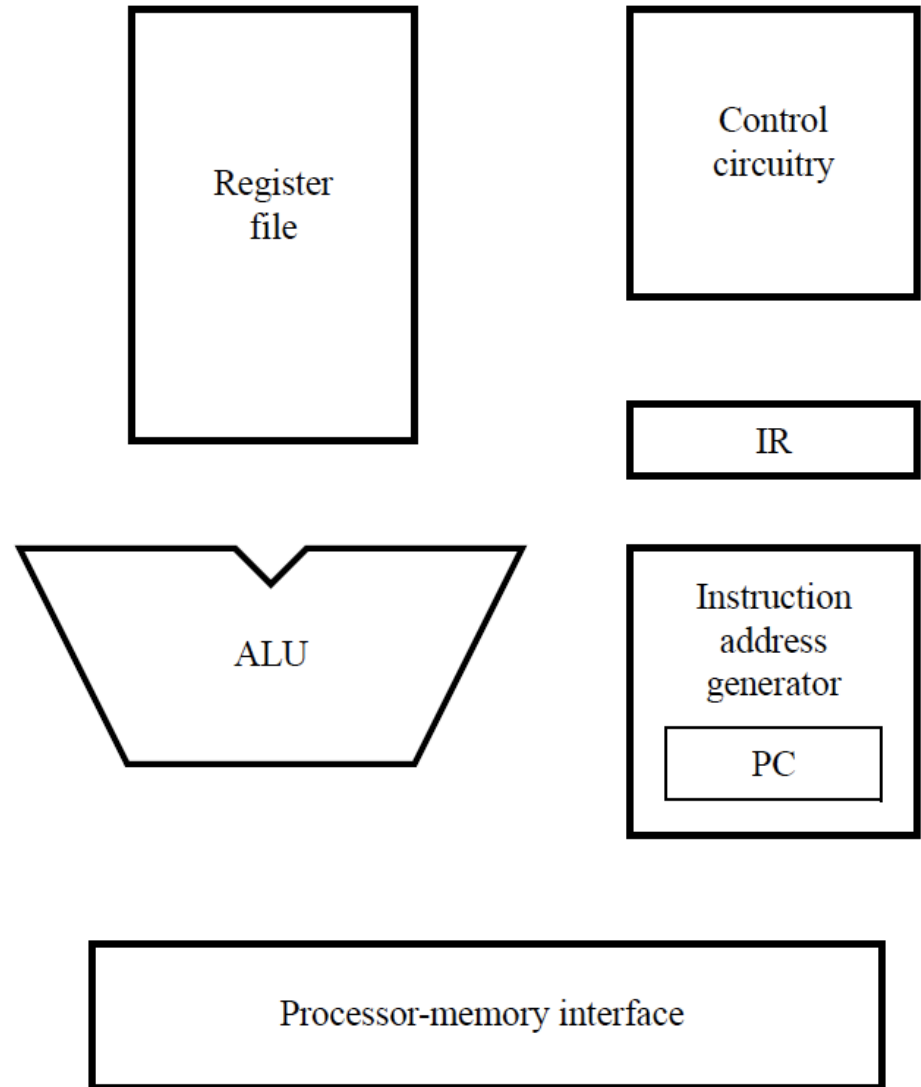 Register
file
Control
circuitry
IR
ALU
Instruction
address
generator
PC
Processor-memory interface